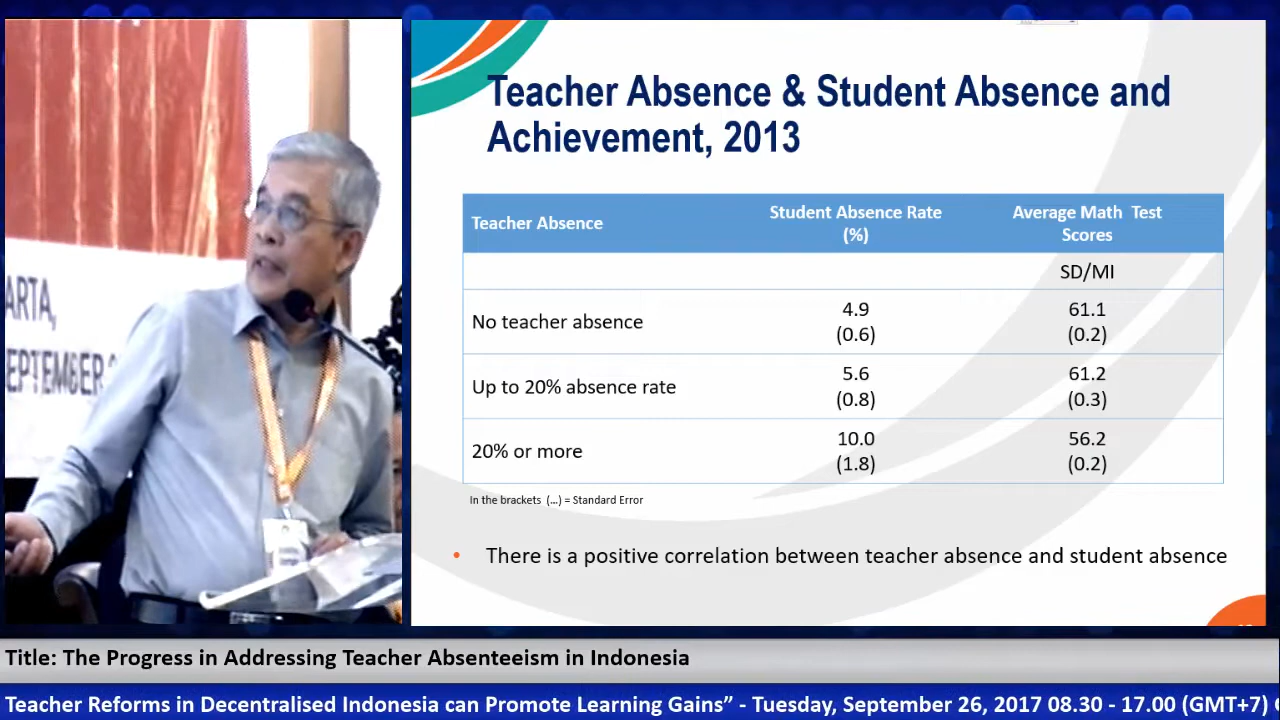 ARTA,
SEPTEMBER
Teacher Absence & Student Absence and
Achievement, 2013
Teacher Absence
Student Absence Rate
(%)
Average Math Test
Scores
SD/MI
No teacher absence
4.9
(0.6)
61.1
(0.2)
Up to 20% absence rate
5.6
(0.8)
61.2
(0.3)
20% or more
10.0
(1.8)
56.2
(0.2)
In the brackets (...) = Standard Error
• There is a positive correlation between teacher absence and student absence
Title: The Progress in Addressing Teacher Absenteeism in Indonesia
Teacher Reforms in Decentralised Indonesia can Promote Learning Gains” - Tuesday, September 26, 2017 08.30 - 17.00 (GMT+7)